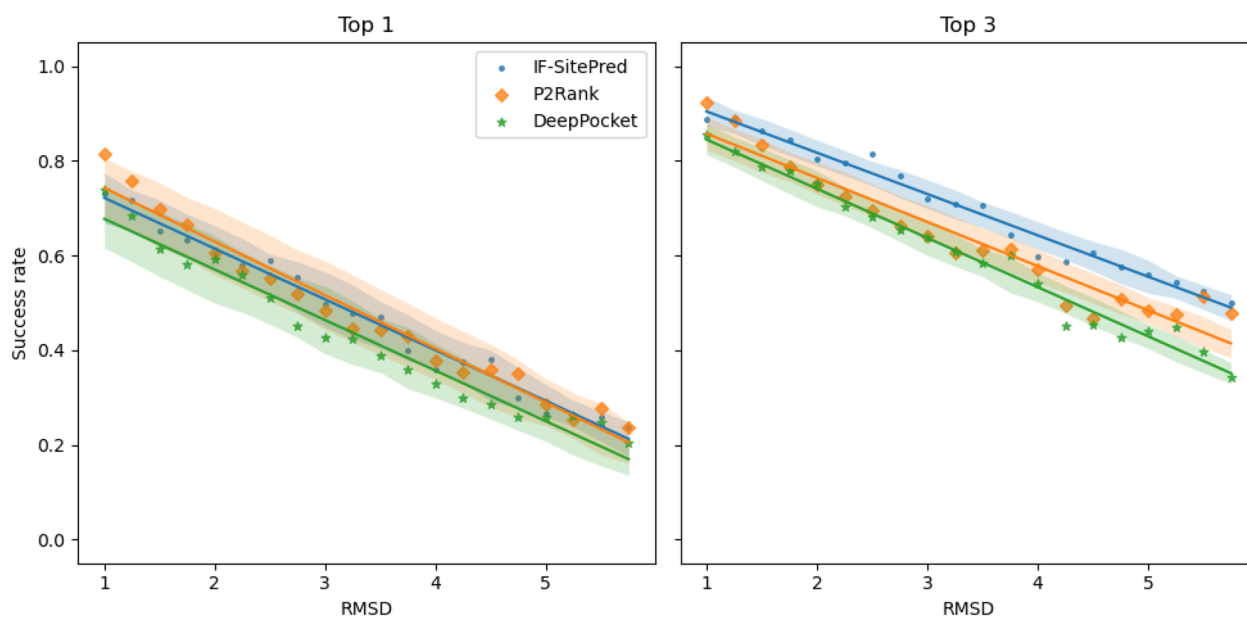 Top 1
Top 3
1.0
0.8
0.6
0.4
0.2
0.0
Success rate
IF-SitePred
P2Rank
DeepPocket
1 2 3 4 5
1 2 3 4 5
RMSD
RMSD